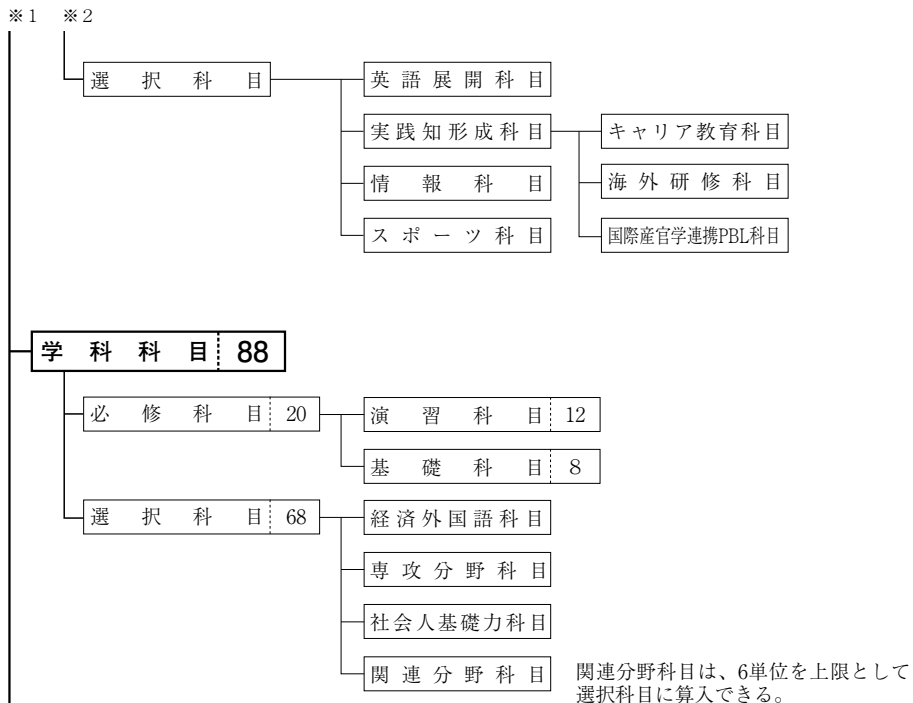 ※1 ※2
選択科目
英語展開科目
実践知形成科目
キャリア教育科目
情報科目
海外研修科目
スポーツ科目
国際産官学連携PBL科目
学科科目 88
必修科目 20
演習科目 12
基礎科目 8
選択科目 68
経済外国語科目
専攻分野科目
社会人基礎力科目
関連分野科目
関連分野科目は、6単位を上限として
選択科目に算入できる。